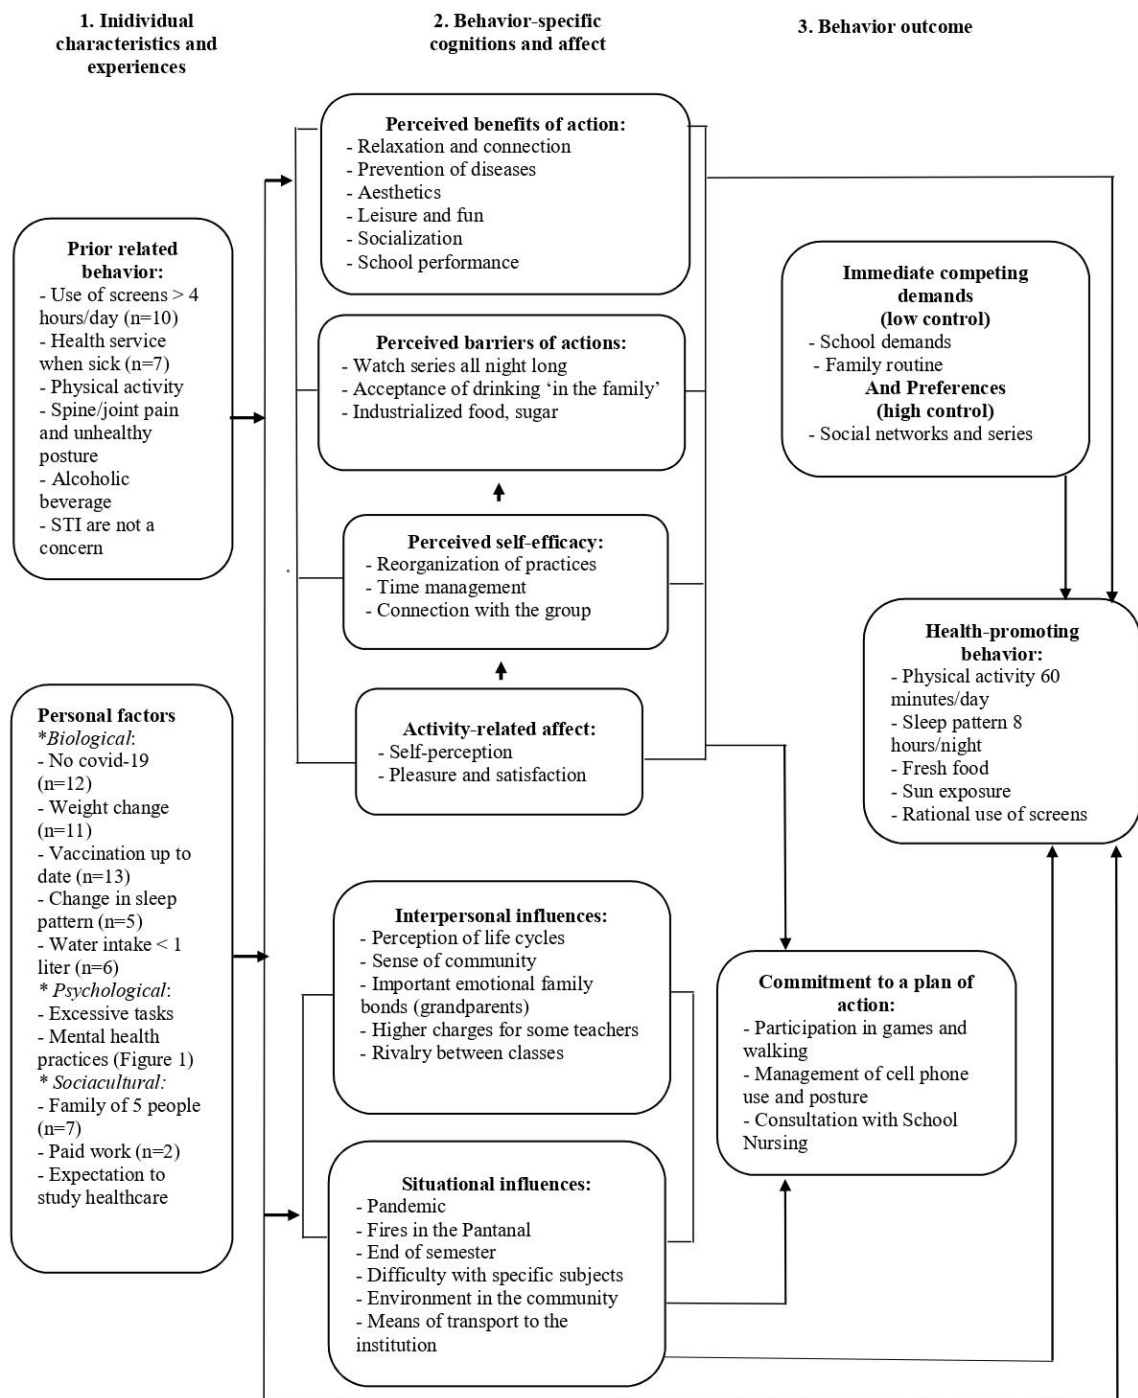 1. Inidividual
characteristics and
experiences
2. Behavior-specific
cognitions and affect
3. Behavior outcome
Prior related
behavior:
- Use of screens > 4
hours/day (n=10)
- Health service
when sick (n=7)
- Physical activity
- Spine/joint pain
and unhealthy
posture
- Alcoholic
beverage
- STI are not a
concern
Personal factors
*Biological:
- No covid-19
(n=12)
- Weight change
(n=11)
- Vaccination up to
date (n=13)
- Change in sleep
pattern (n=5)
- Water intake < 1
liter (n=6)
* Psychological:
- Excessive tasks
- Mental health
practices (Figure 1)
* Sociacultural:
- Family of 5 people
(n=7)
- Paid work (n=2)
- Expectation to
study healthcare
Perceived benefits of action:
- Relaxation and connection
- Prevention of diseases
- Aesthetics
- Leisure and fun
- Socialization
- School performance
Perceived barriers of actions:
- Watch series all night long
- Acceptance of drinking ‘in the family’
- Industrialized food, sugar
Perceived self-efficacy:
- Reorganization of practices
- Time management
- Connection with the group
Activity-related affect:
- Self-perception
- Pleasure and satisfaction
Interpersonal influences:
- Perception of life cycles
- Sense of community
- Important emotional family
bonds (grandparents)
- Higher charges for some teachers
- Rivalry between classes
Situational influences:
- Pandemic
- Fires in the Pantanal
- End of semester
- Difficulty with specific subjects
- Environment in the community
- Means of transport to the
institution
Immediate competing
demands
(low control)
- School demands
- Family routine
And Preferences
(high control)
- Social networks and series
Health-promoting
behavior:
- Physical activity 60
minutes/day
- Sleep pattern 8
hours/night
- Fresh food
- Sun exposure
- Rational use of screens
Commitment to a plan of
action:
- Participation in games and
walking
- Management of cell phone
use and posture
- Consultation with School
Nursing